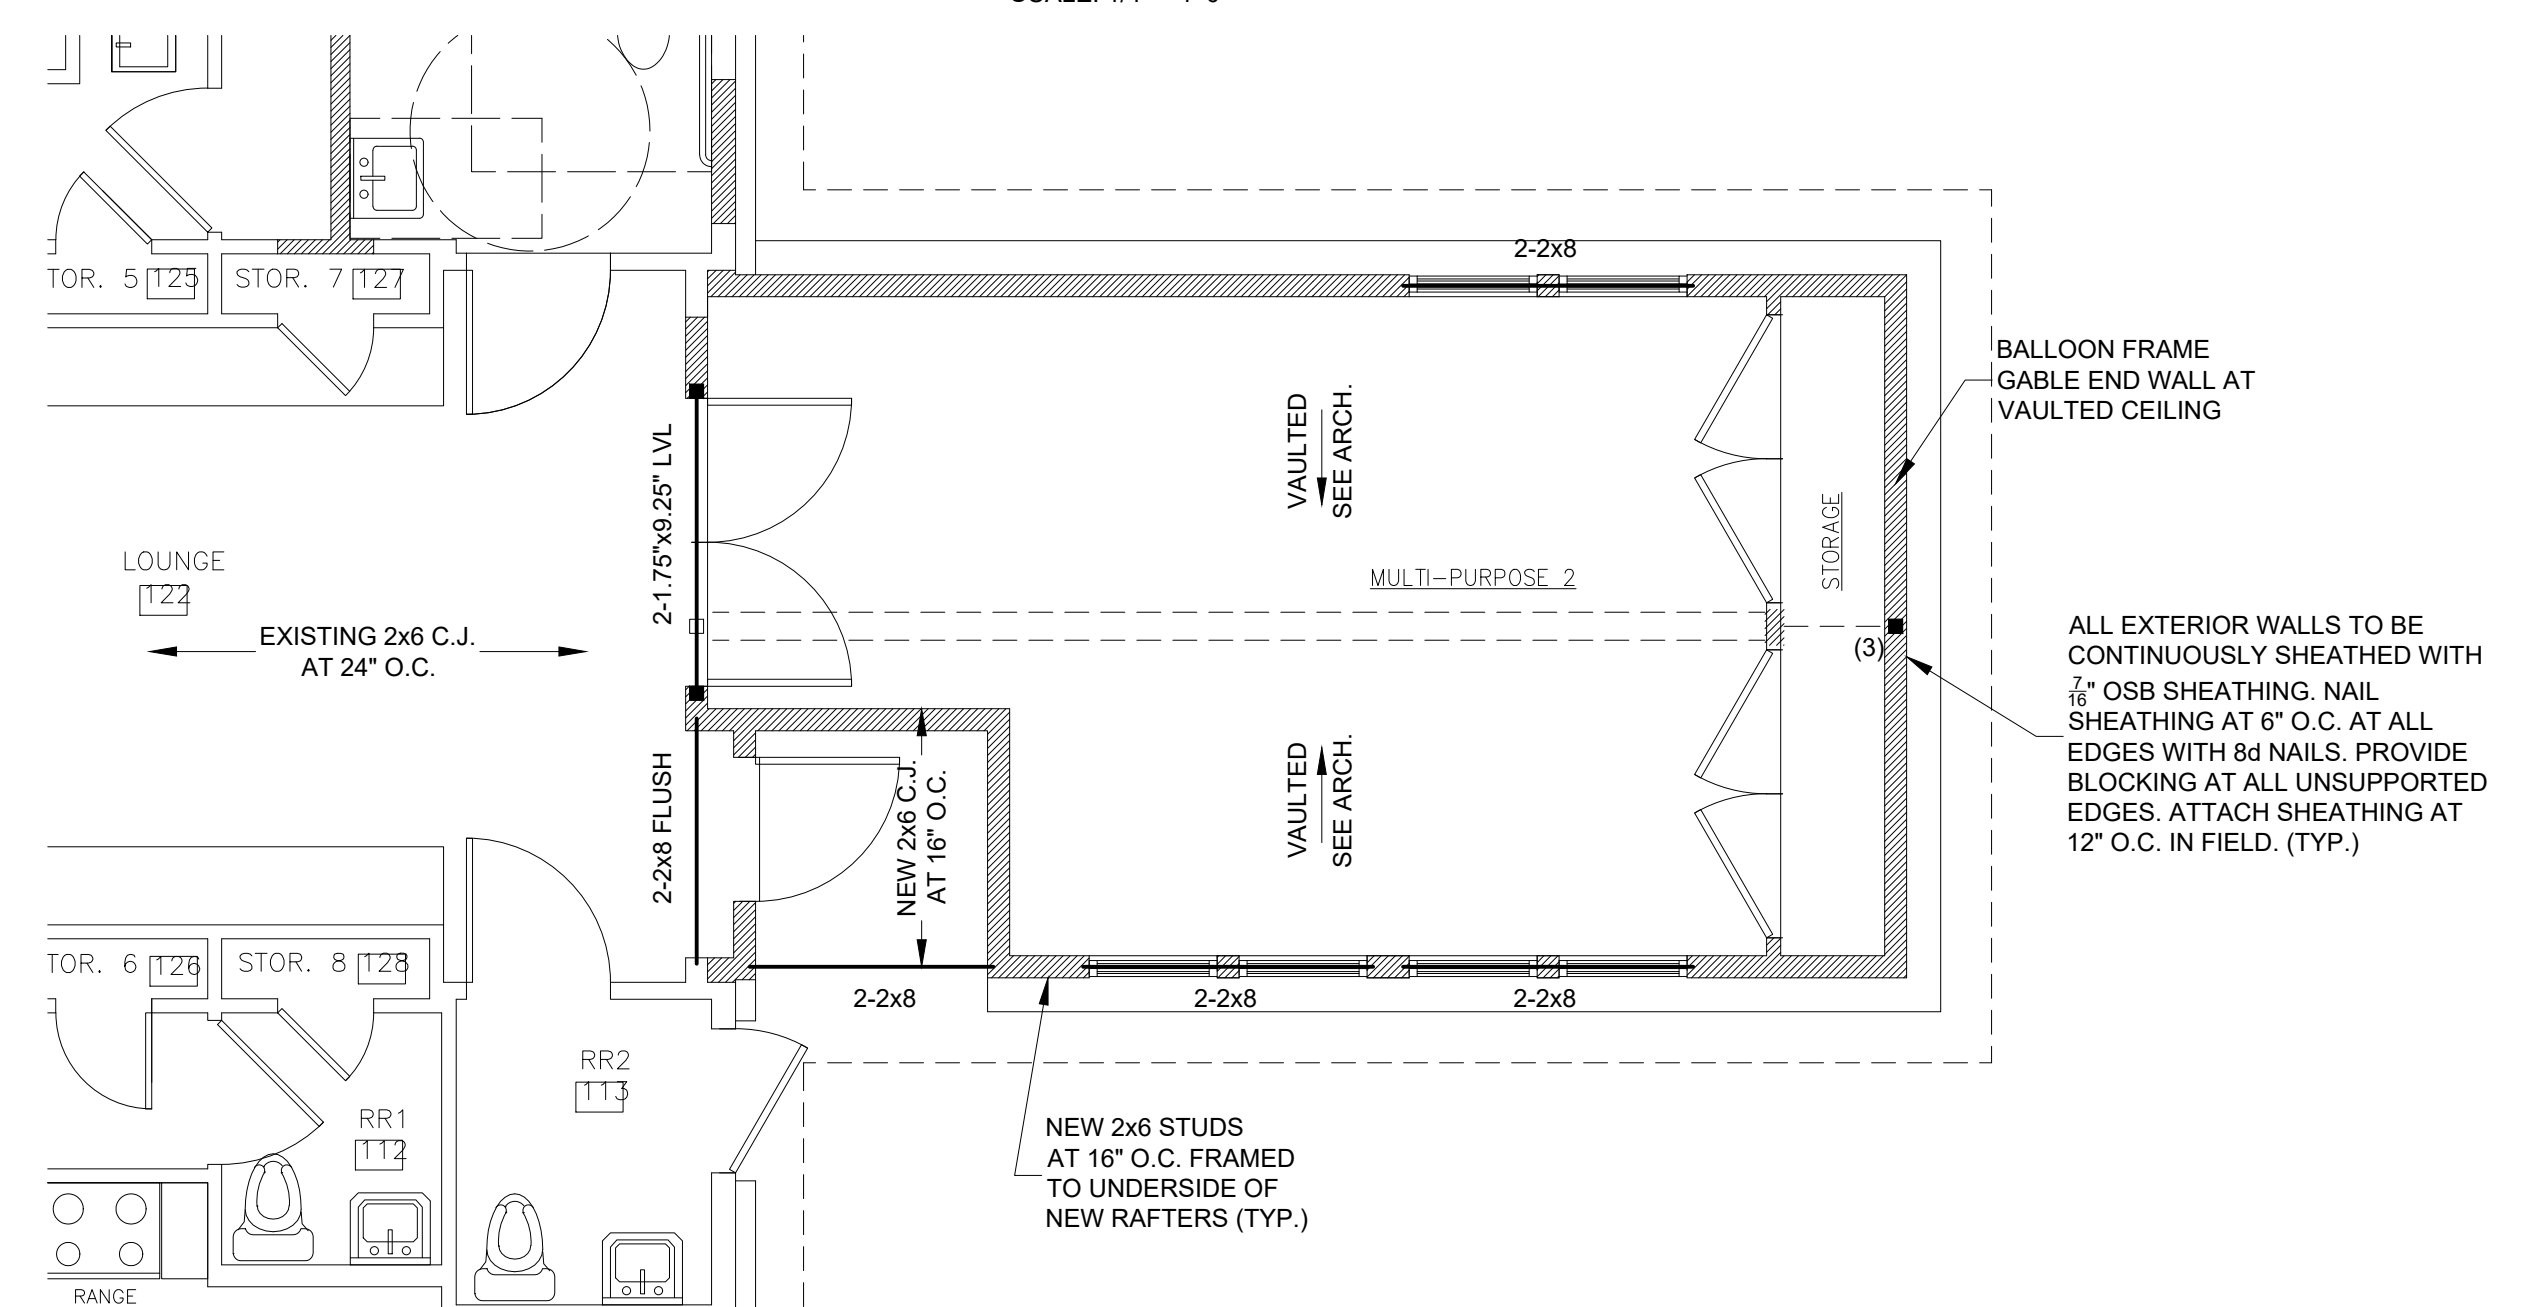 STOR. 7 127
TOR. 5 125
2-2x8
BALLOON FRAME
GABLE END WALL AT
VAULTED CEILING
VAULTED
SEE ARCH.
2-1.75"x9.25" LVL
LOUNGE
122
MULTI-PURPOSE 2
STORAGE
EXISTING 2x6 C.J.
AT 24" O.C.
(3)
ALL EXTERIOR WALLS TO BE
CONTINUOUSLY SHEATHED WITH
7/16" OSB SHEATHING. NAIL
SHEATHING AT 6" O.C. AT ALL
EDGES WITH 8d NAILS. PROVIDE
BLOCKING AT ALL UNSUPPORTED
EDGES. ATTACH SHEATHING AT
12" O.C. IN FIELD. (TYP.)
2-2x8 FLUSH
NEW 2x6 C.J.
AT 16" O.C.
VAULTED
SEE ARCH.
TOR. 6 126
STOR. 8 128
2-2x8
2-2x8
2-2x8
RR2
113
RR1
112
NEW 2x6 STUDS
AT 16" O.C. FRAMED
TO UNDERSIDE OF
NEW RAFTERS (TYP.)
RANGE